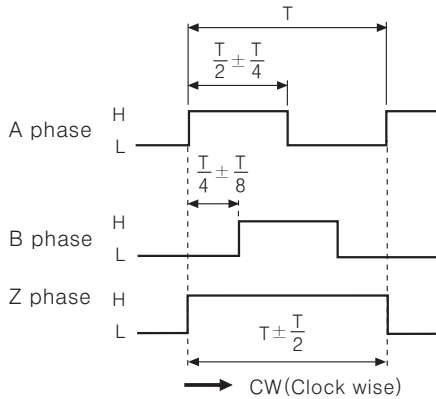 T
T/2 ± T/4
A phase H
L
T/4 ± T/8
B phase H
L
Z phase H
L
T ± T/2
CW(Clock wise)